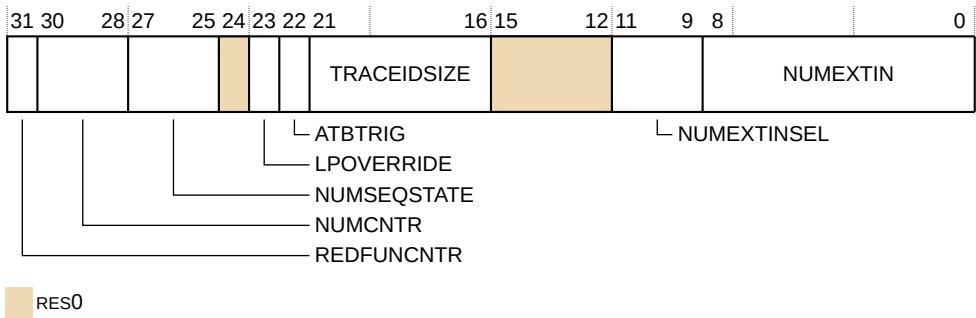 31 30 28 27 25 24 23 22 21 16 15 12 11 9 8 0
TRACEIDSIZE NUMEXTIN
ATBTRIG NUMEXTINSEL
LPOVERRIDE
NUMSEQSTATE
NUMCNTR
REDFUNCNTR
RES0